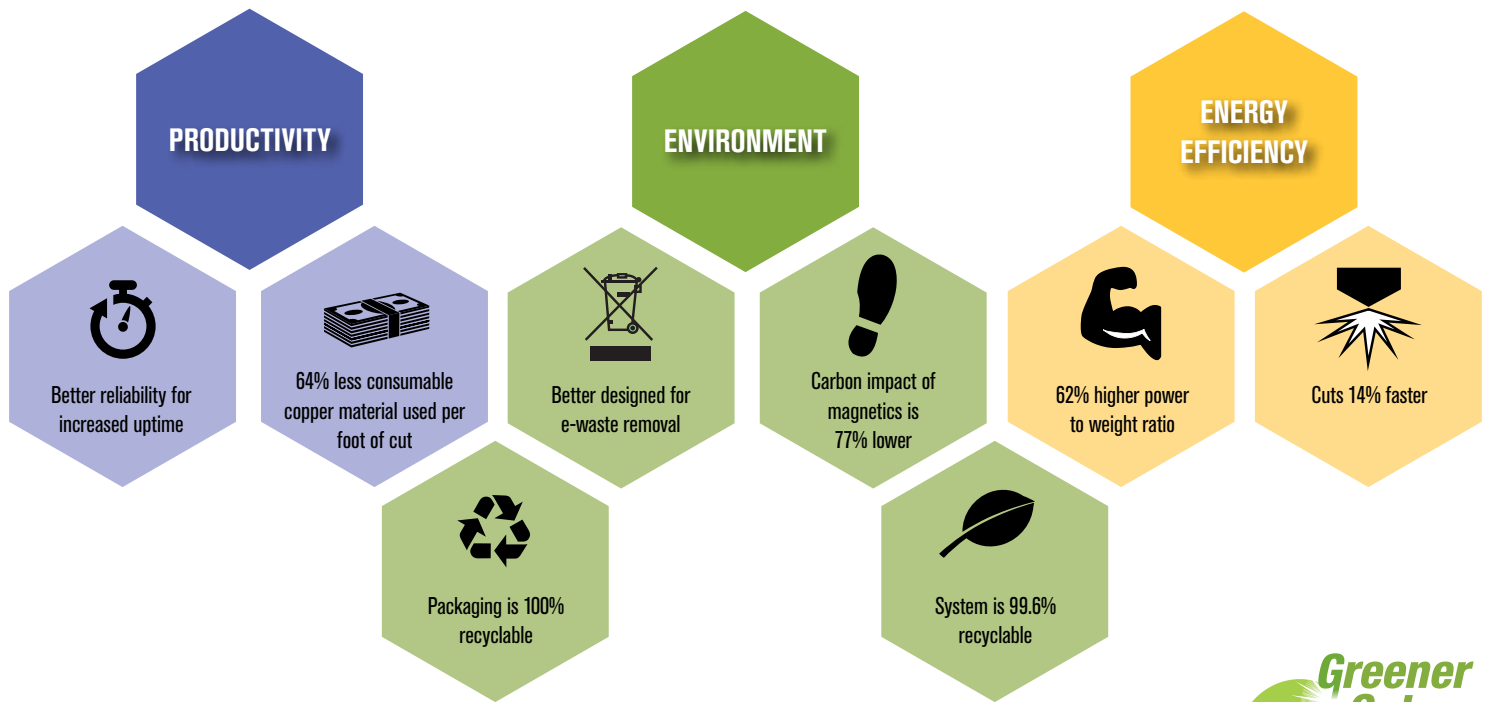 PRODUCTIVITY
Better reliability for
increased uptime
64% less consumable
copper material used per
foot of cut
ENVIRONMENT
Better designed for
e-waste removal
Carbon impact of
magnetics is
77% lower
Packaging is 100%
recyclable
System is 99.6%
recyclable
ENERGY
EFFICIENCY
62% higher power
to weight ratio
Cuts 14% faster
Greener